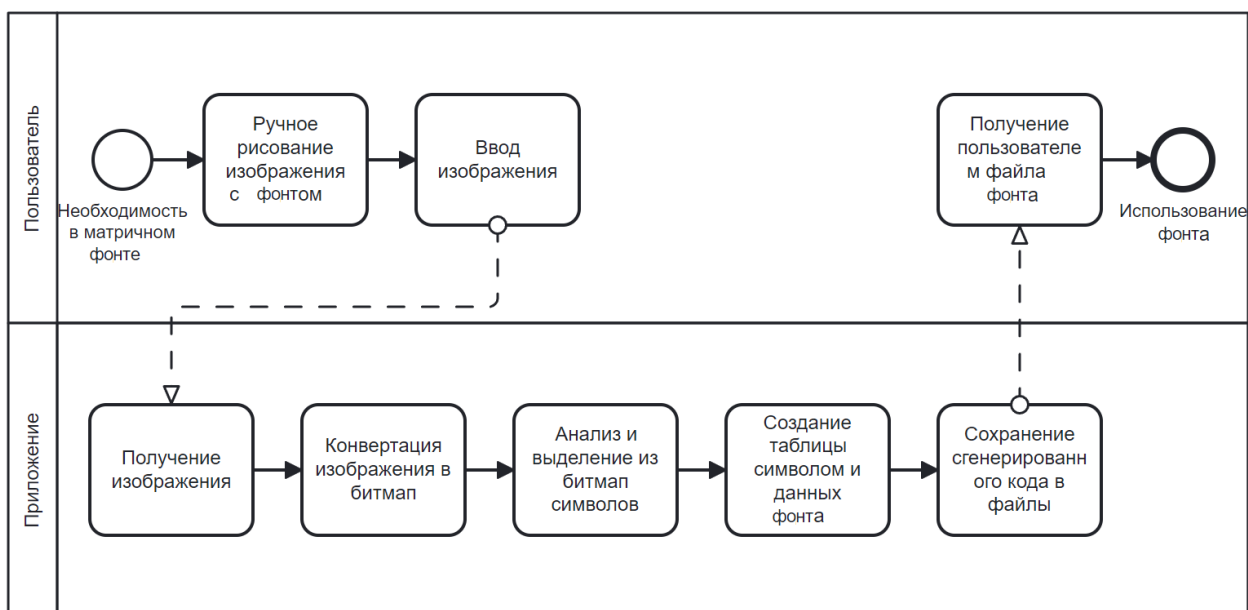 Пользователь
Необходимость
в матричном
фонте
Ручное
рисование
изображения
с фонтом
Ввод
изображения
Получение
пользователе
м файла
фонта
Использование
фонта
Приложение
Получение
изображения
Конвертация
изображения в
битмап
Анализ и
выделение из
битмап
символов
Создание
таблицы
символом и
данных
фонта
Сохранение
сгенерированн
ого кода в
файлы